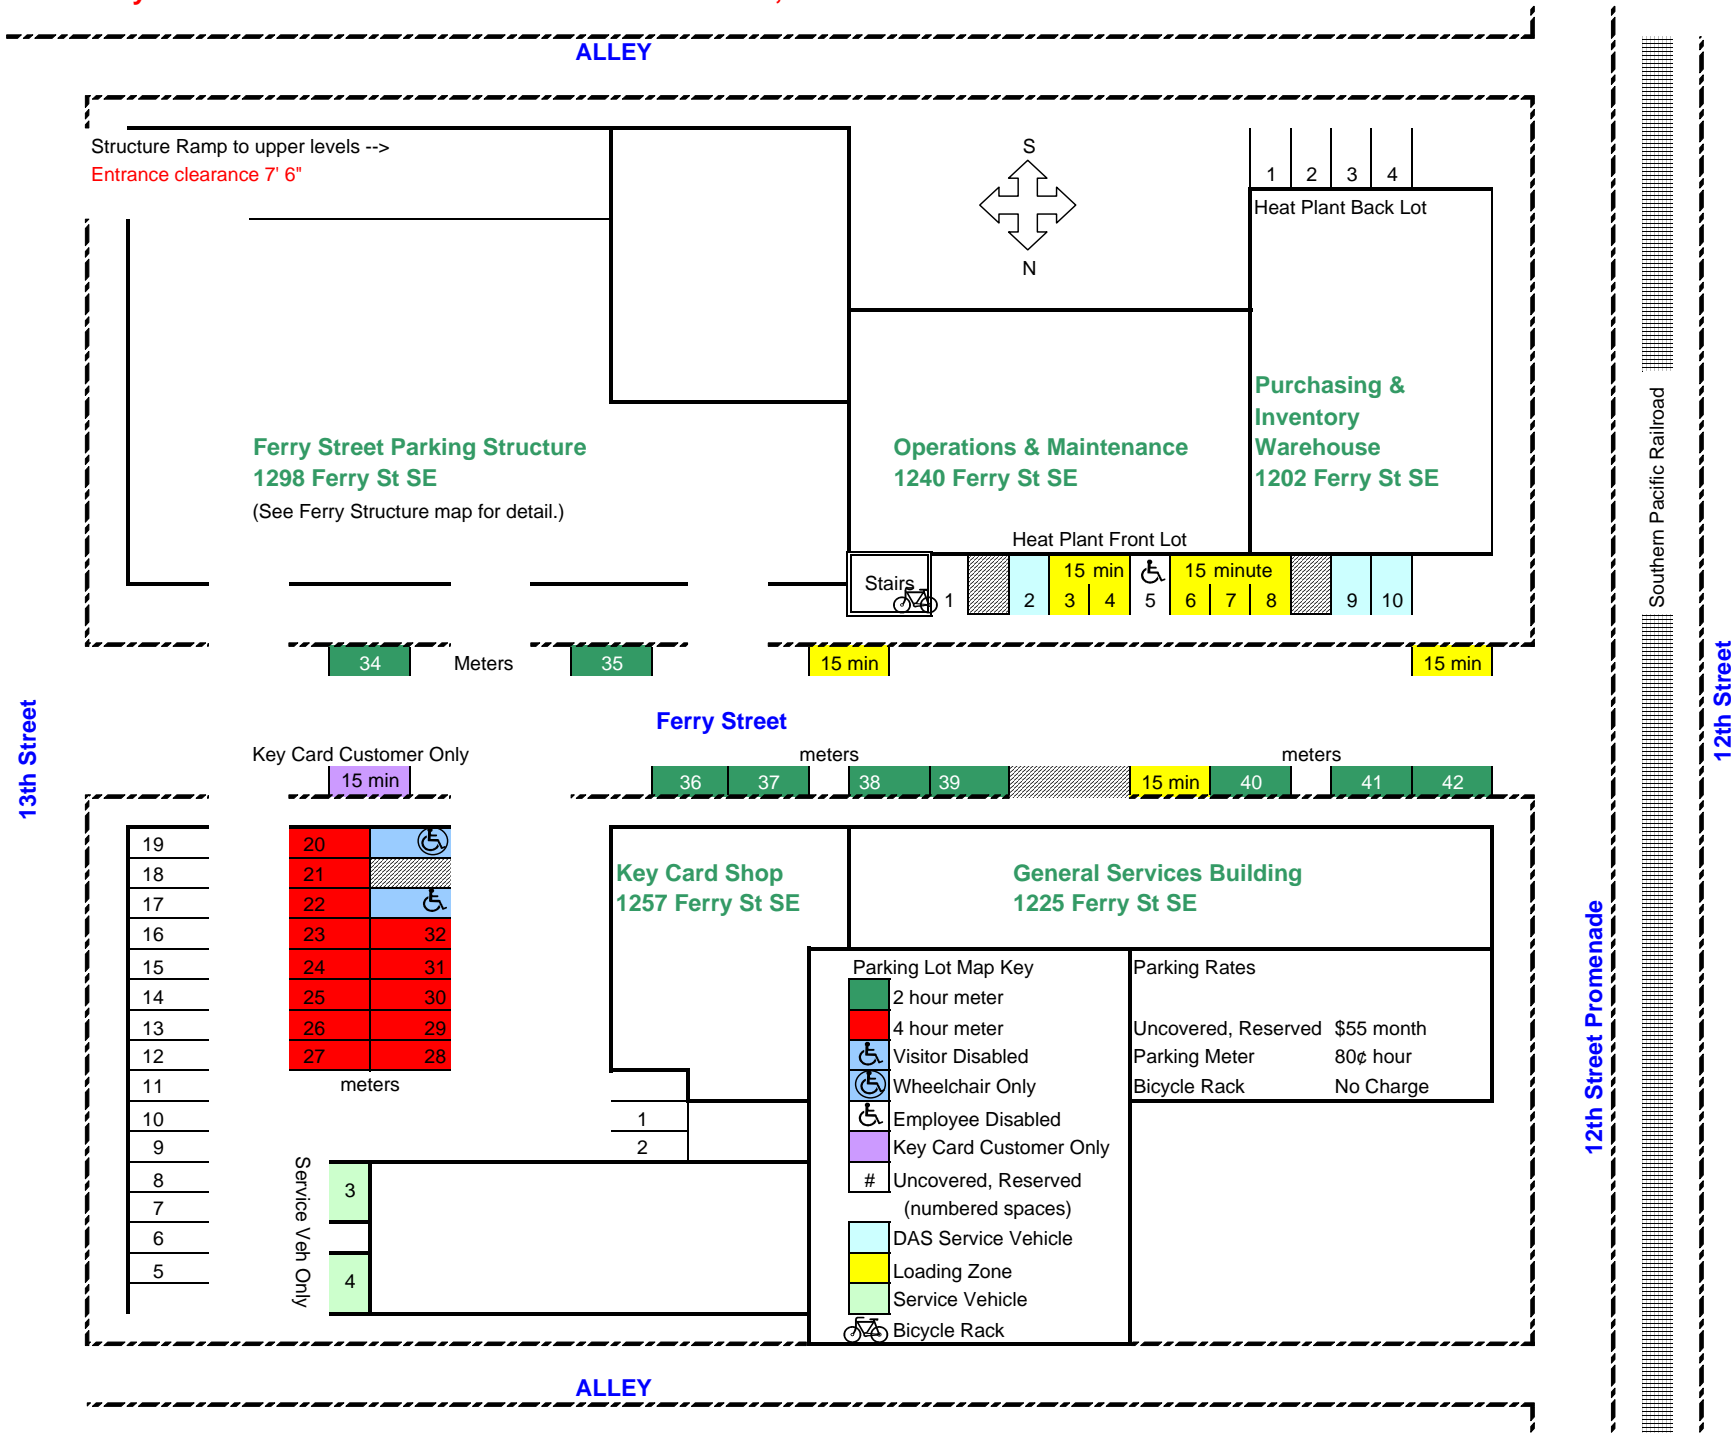 ALLEY
Structure Ramp to upper levels -->
Entrance clearance 7' 6"
S
N
1 2 3 4
Heat Plant Back Lot
Ferry Street Parking Structure
1298 Ferry St SE
(See Ferry Structure map for detail.)
Operations & Maintenance
1240 Ferry St SE
Purchasing &
Inventory
Warehouse
1202 Ferry St SE
Heat Plant Front Lot
Stairs
15 min
15 minute
1 2 3 4 5 6 7 8 9 10
34 Meters 35 15 min 15 min
Ferry Street
13th Street
12th Street
Southern Pacific Railroad
12th Street Promenade
Key Card Customer Only
15 min
meters
meters
36 37 38 39 15 min 40 41 42
19
18
17
16
15
14
13
12
11
10
9
8
7
6
5
20
21
22
23 32
24 31
25 30
26 29
27 28
meters
Key Card Shop
1257 Ferry St SE
General Services Building
1225 Ferry St SE
1
2
Service Veh Only
3
4
Parking Lot Map Key
2 hour meter
4 hour meter
Visitor Disabled
Wheelchair Only
Employee Disabled
Key Card Customer Only
# Uncovered, Reserved
(numbered spaces)
DAS Service Vehicle
Loading Zone
Service Vehicle
Bicycle Rack
Parking Rates
Uncovered, Reserved $55 month
Parking Meter 80¢ hour
Bicycle Rack No Charge
ALLEY